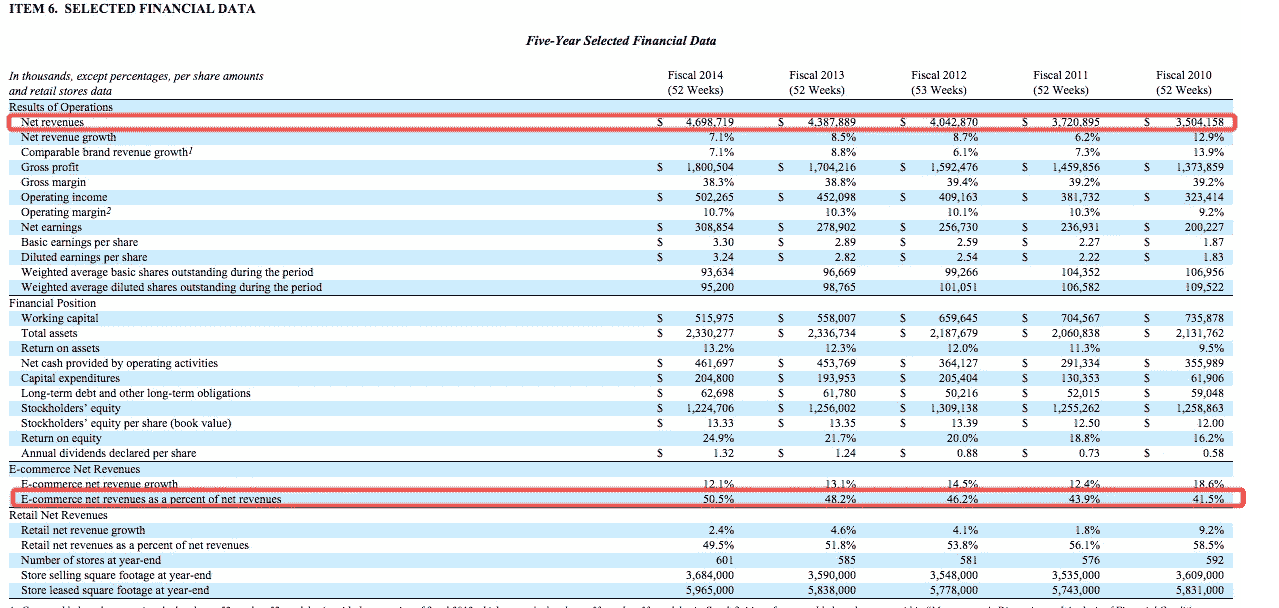 ITEM 6. SELECTED FINANCIAL DATA
Five-Year Selected Financial Data
In thousands, except percentages, per share amounts and retail stores data Fiscal 2014 (52 Weeks) Fiscal 2013 (52 Weeks) Fiscal 2012 (53 Weeks) Fiscal 2011 (52 Weeks) Fiscal 2010 (52 Weeks)
Results of Operations
Net revenues $ 4,698,719 $ 4,387,889 $ 4,042,870 $ 3,720,895 $ 3,504,158
Net revenue growth 7.1% 8.5% 8.7% 6.2% 12.9%
Comparable brand revenue growth1 7.1% 8.8% 6.1% 7.3% 13.9%
Gross profit $ 1,800,504 $ 1,704,216 $ 1,592,476 $ 1,459,856 $ 1,373,859
Gross margin 38.3% 38.8% 39.4% 39.2% 39.2%
Operating income $ 502,265 $ 452,098 $ 409,163 $ 381,732 $ 323,414
Operating margin2 10.7% 10.3% 10.1% 10.3% 9.2%
Net earnings $ 308,854 $ 278,902 $ 256,730 $ 236,931 $ 200,227
Basic earnings per share $ 3.30 $ 2.89 $ 2.59 $ 2.27 $ 1.87
Diluted earnings per share $ 3.24 $ 2.82 $ 2.54 $ 2.22 $ 1.83
Weighted average basic shares outstanding during the period 93,634 96,669 99,266 104,352 106,956
Weighted average diluted shares outstanding during the period 95,200 98,765 101,051 106,582 109,522
Financial Position
Working capital $ 515,975 $ 558,007 $ 659,645 $ 704,567 $ 735,878
Total assets $ 2,330,277 $ 2,336,734 $ 2,187,679 $ 2,060,838 $ 2,131,762
Return on assets 13.2% 12.3% 12.0% 11.3% 9.5%
Net cash provided by operating activities $ 461,697 $ 453,769 $ 364,127 $ 291,334 $ 355,989
Capital expenditures $ 204,800 $ 193,953 $ 205,404 $ 130,353 $ 61,906
Long-term debt and other long-term obligations $ 62,698 $ 61,780 $ 50,216 $ 52,015 $ 59,048
Stockholders' equity $ 1,224,706 $ 1,256,002 $ 1,309,138 $ 1,255,262 $ 1,258,863
Stockholders' equity per share (book value) $ 13.33 $ 13.35 $ 13.39 $ 12.50 $ 12.00
Return on equity 24.9% 21.7% 20.0% 18.8% 16.2%
Annual dividends declared per share $ 1.32 $ 1.24 $ 0.88 $ 0.73 $ 0.58
E-commerce Net Revenues
E-commerce net revenue growth 12.1% 13.1% 14.5% 12.4% 18.6%
E-commerce net revenues as a percent of net revenues 50.5% 48.2% 46.2% 43.9% 41.5%
Retail Net Revenues
Retail net revenue growth 2.4% 4.6% 4.1% 1.8% 9.2%
Retail net revenues as a percent of net revenues 49.5% 51.8% 53.8% 56.1% 58.5%
Number of stores at year-end 601 585 581 576 592
Store selling square footage at year-end 3,684,000 3,590,000 3,548,000 3,535,000 3,609,000
Store leased square footage at year-end 5,965,000 5,838,000 5,778,000 5,743,000 5,831,000